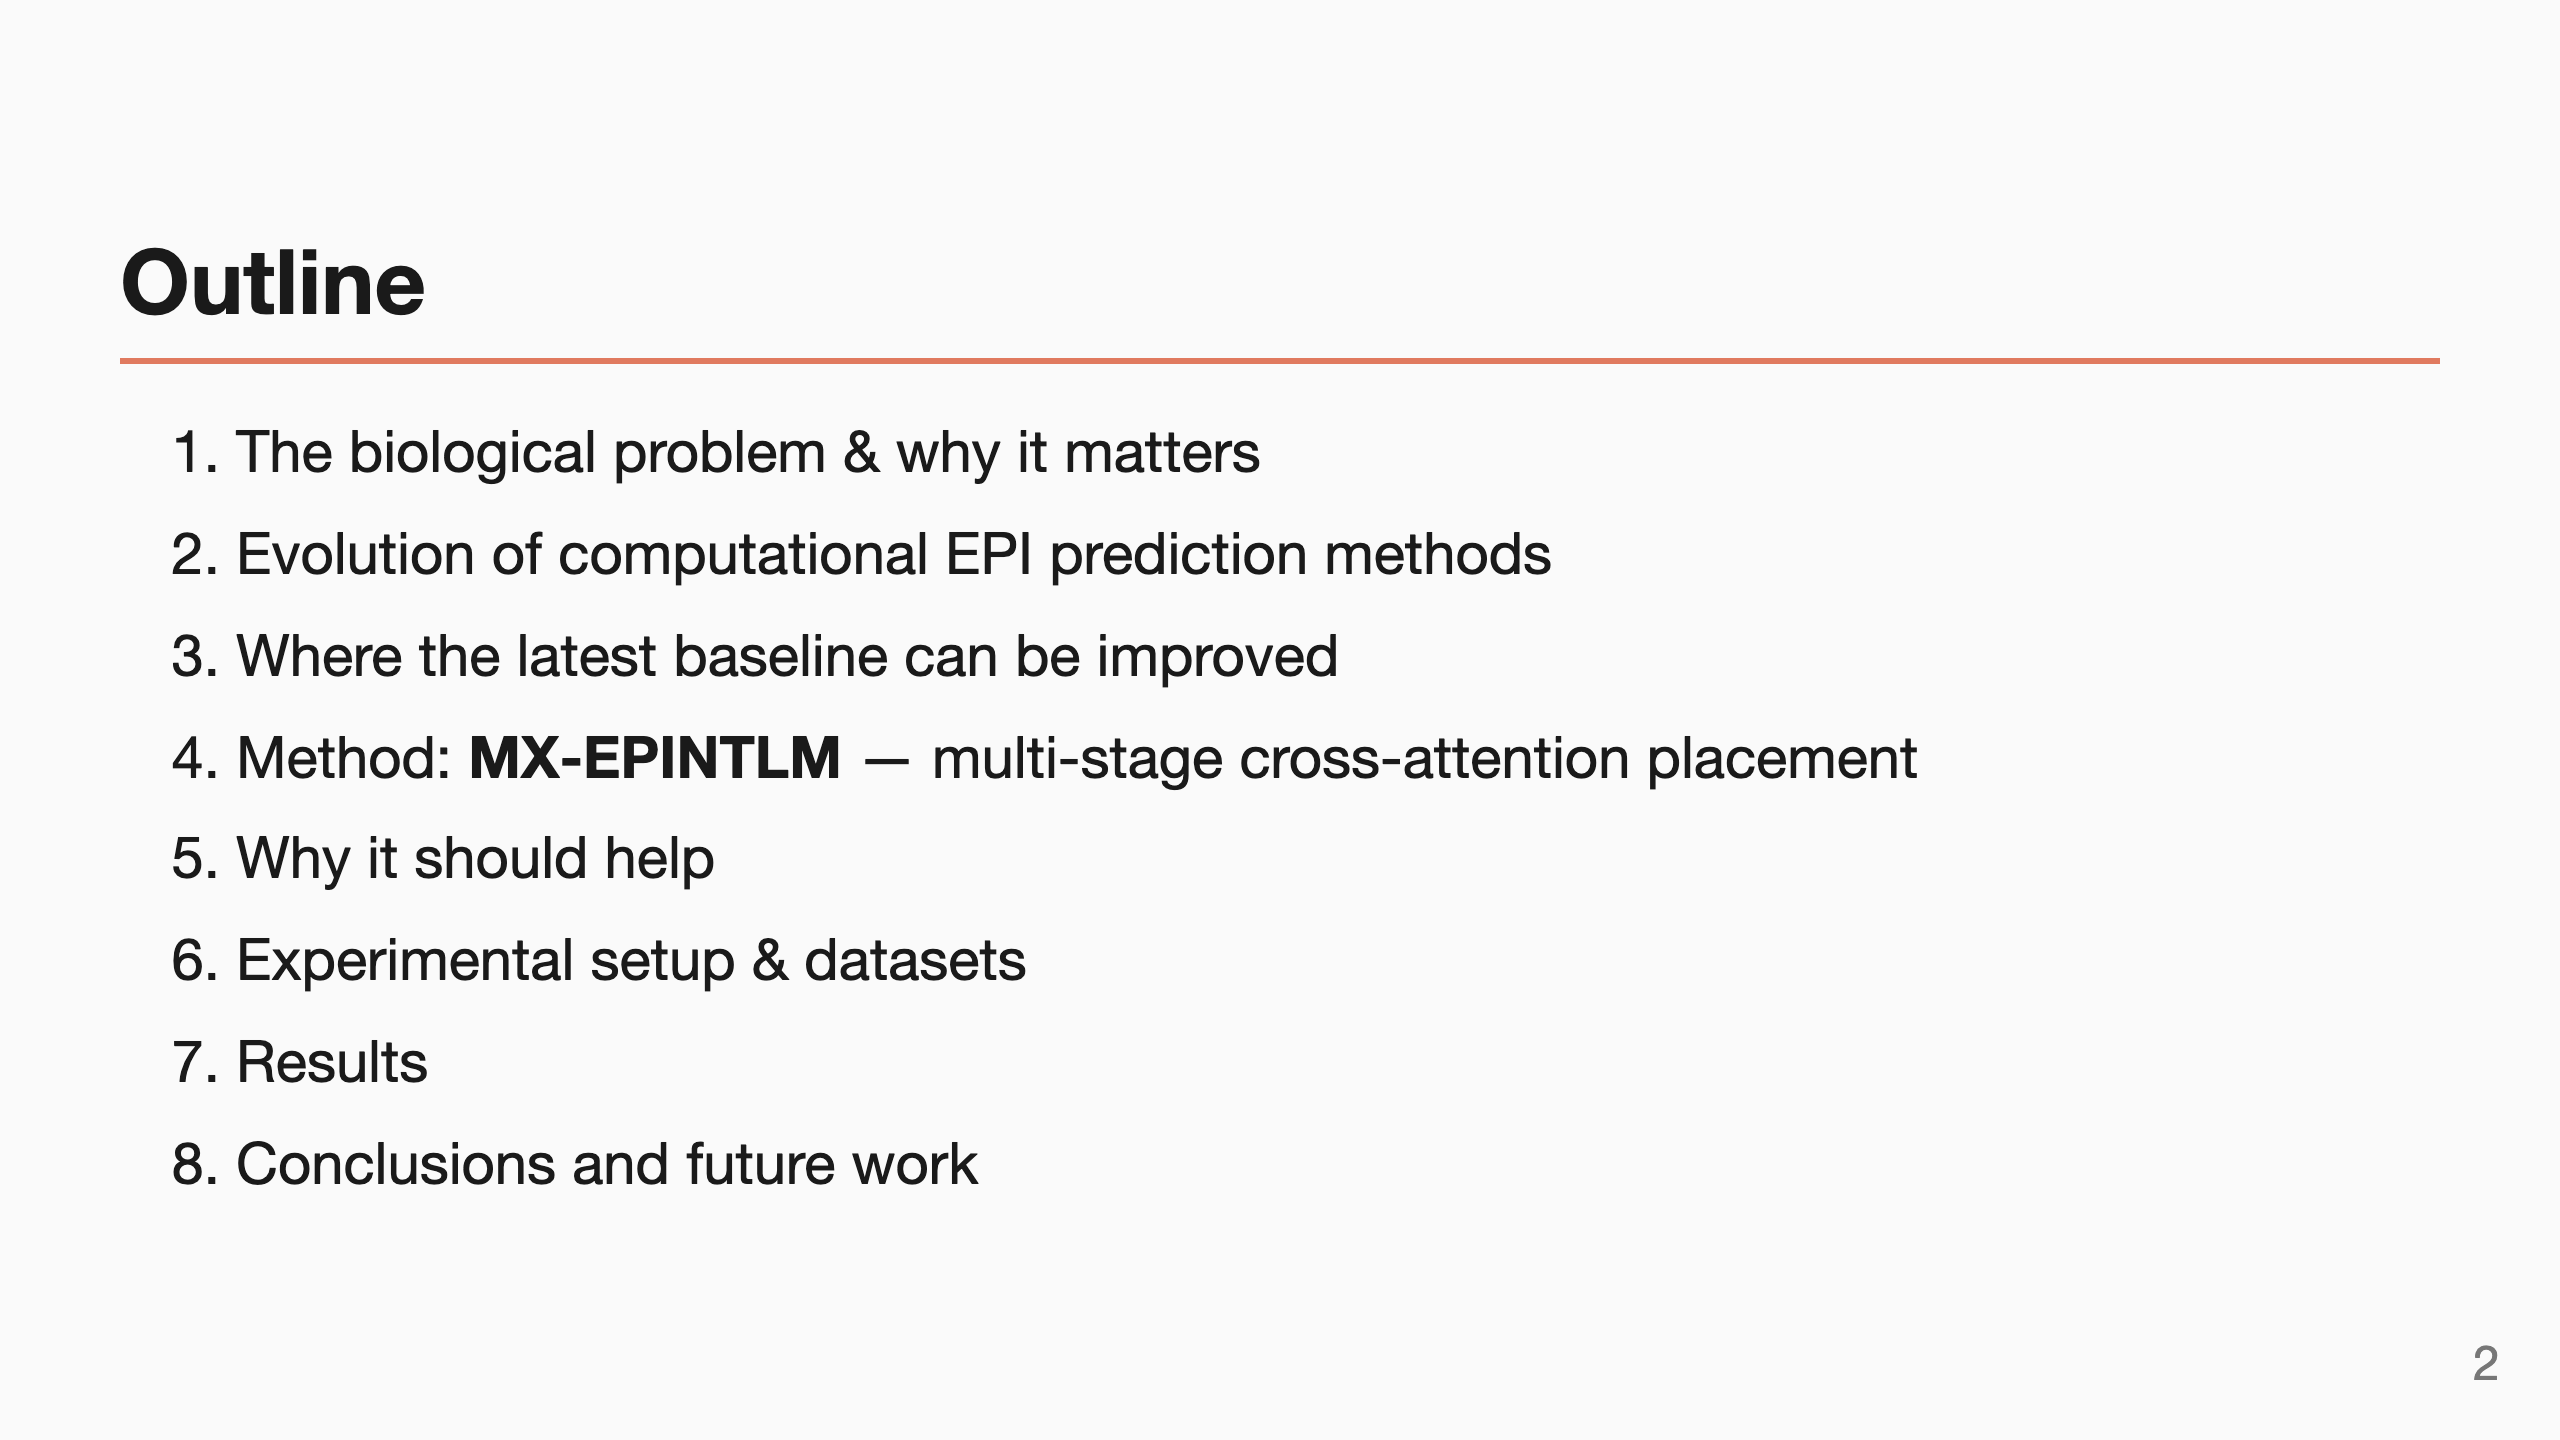 Outline
1. The biological problem & why it matters
2. Evolution of computational EPI prediction methods
3. Where the latest baseline can be improved
4. Method: MX-EPINTLM — multi-stage cross-attention placement
5. Why it should help
6. Experimental setup & datasets
7. Results
8. Conclusions and future work
2